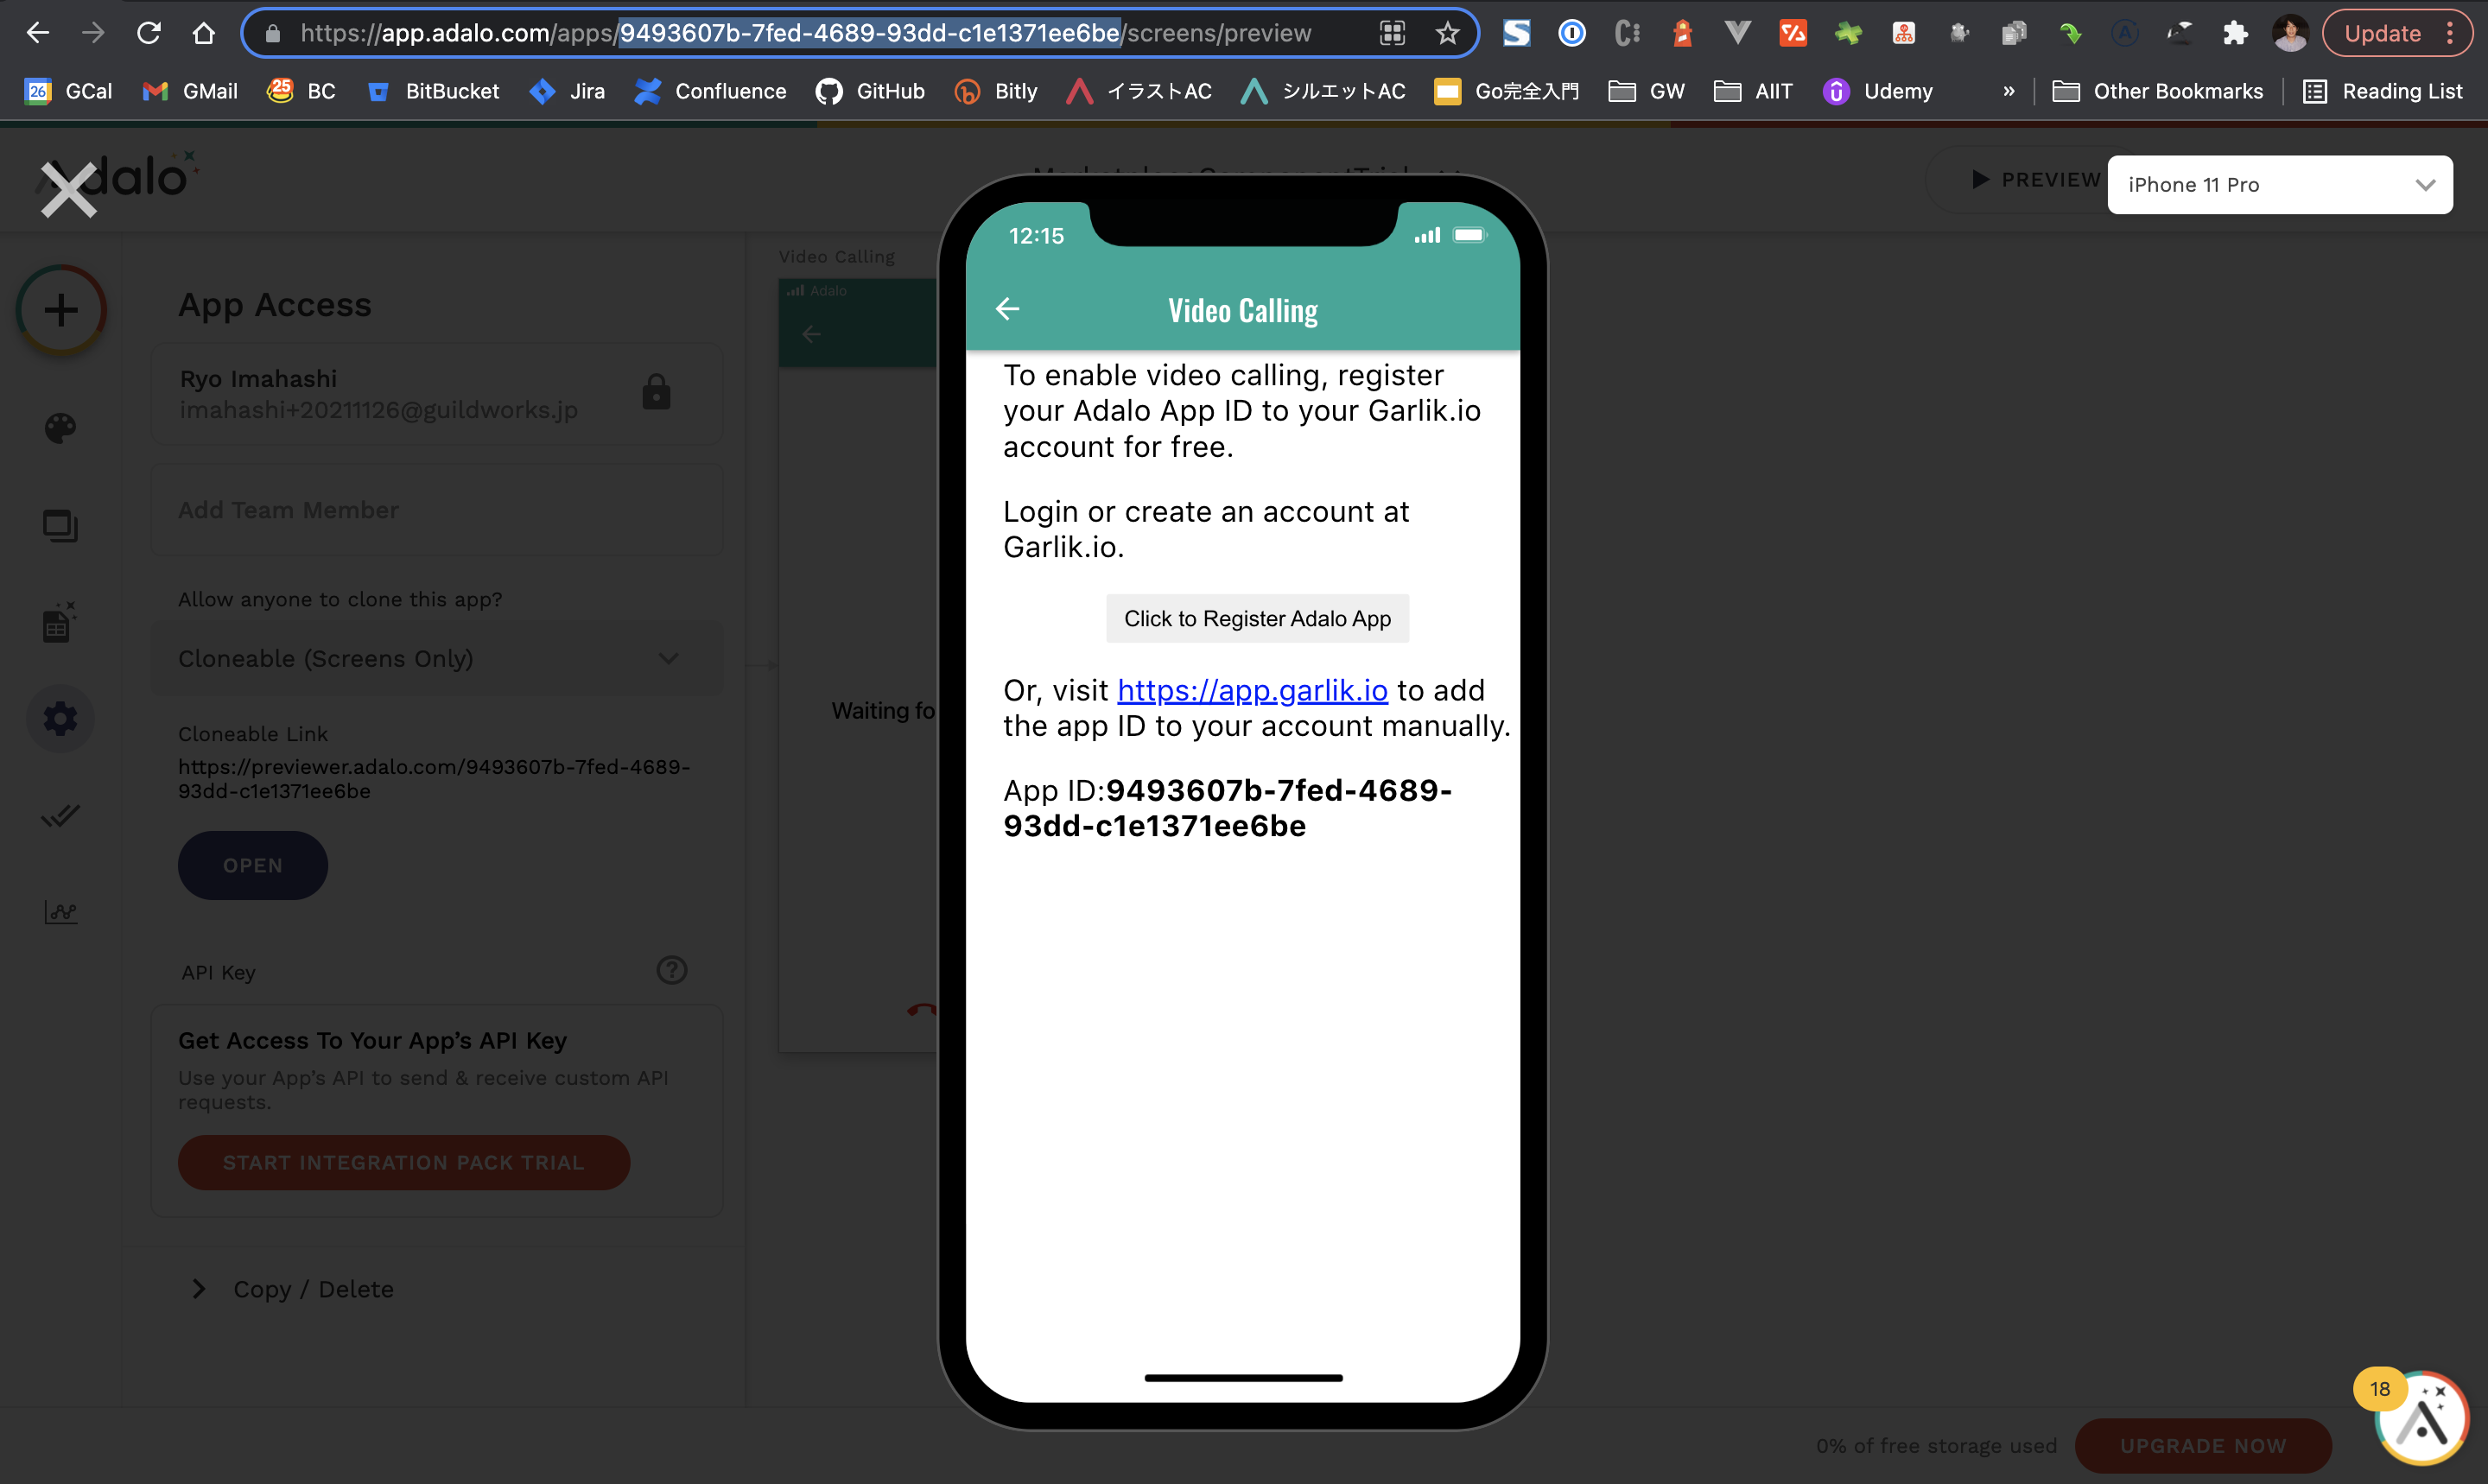 https://app.adalo.com/apps/9493607b-7fed-4689-93dd-c1e1371ee6be/screens/preview
Update
26 GCal
GMail
25 BC
BitBucket
Jira
Confluence
GitHub
Bitly
イラストAC
シルエットAC
Go完全入門
GW
AIIT
Udemy
»
Other Bookmarks
Reading List
Adalo
PREVIEW
iPhone 11 Pro
App Access
Ryo Imahashi
imahashi+20211126@guildworks.jp
Add Team Member
Allow anyone to clone this app?
Cloneable (Screens Only)
Cloneable Link
https://previewer.adalo.com/9493607b-7fed-4689-
93dd-c1e1371ee6be
OPEN
API Key
Get Access To Your App's API Key
Use your App's API to send & receive custom API
requests.
START INTEGRATION PACK TRIAL
Copy / Delete
Video Calling
Adalo
Waiting fo
12:15
Video Calling
To enable video calling, register
your Adalo App ID to your Garlik.io
account for free.
Login or create an account at
Garlik.io.
Click to Register Adalo App
Or, visit https://app.garlik.io to add
the app ID to your account manually.
App ID:9493607b-7fed-4689-
93dd-c1e1371ee6be
18
0% of free storage used
UPGRADE NOW